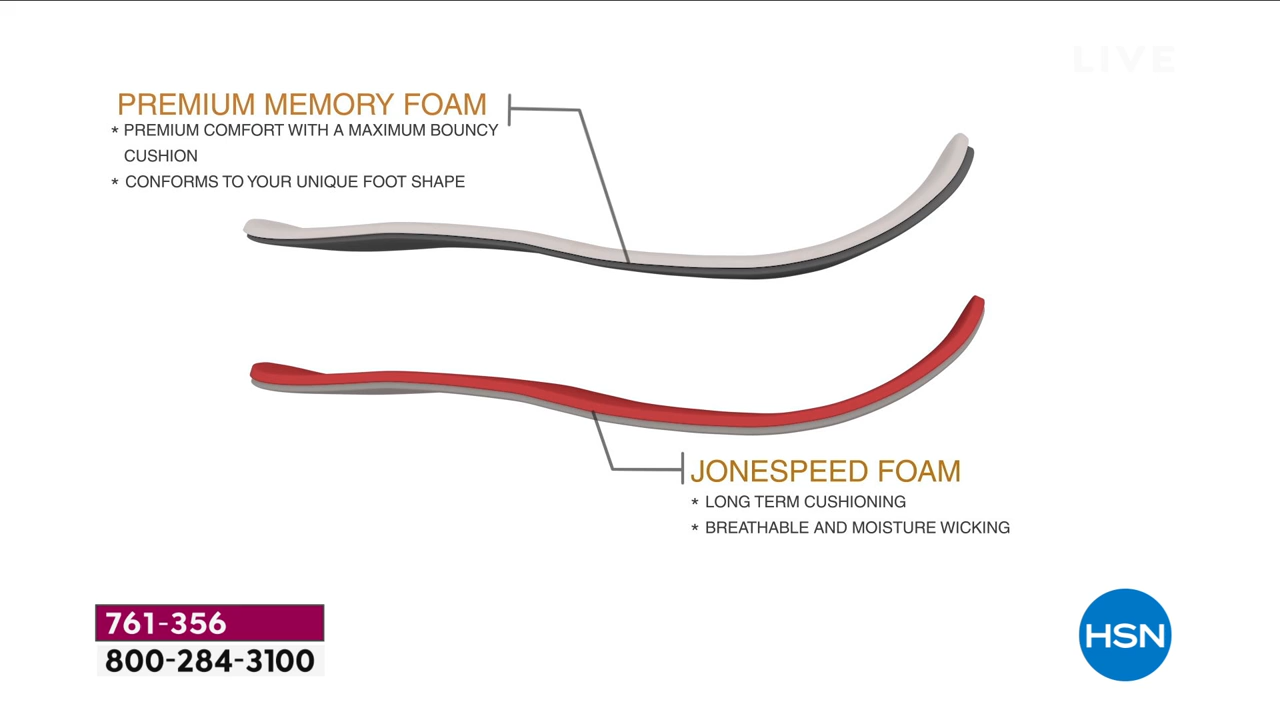 LIVE
PREMIUM MEMORY FOAM
* PREMIUM COMFORT WITH A MAXIMUM BOUNCY
CUSHION
* CONFORMS TO YOUR UNIQUE FOOT SHAPE
JONESPEED FOAM
* LONG TERM CUSHIONING
* BREATHABLE AND MOISTURE WICKING
761-356
800-284-3100
HSN